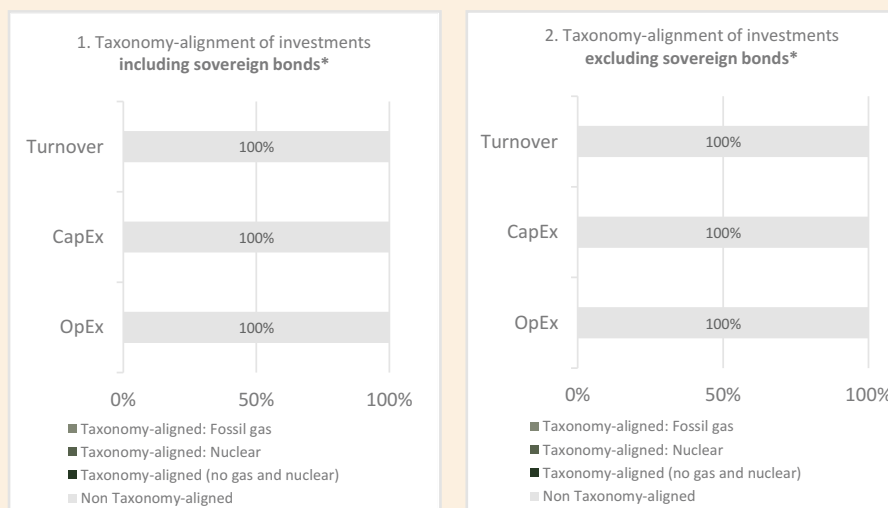 1. Taxonomy-alignment of investments
including sovereign bonds*
Turnover
100%
CapEx
100%
OpEx
100%
0%
50%
100%
Taxonomy-aligned: Fossil gas
Taxonomy-aligned: Nuclear
Taxonomy-aligned (no gas and nuclear)
Non Taxonomy-aligned
2. Taxonomy-alignment of investments
excluding sovereign bonds*
Turnover
100%
CapEx
100%
OpEx
100%
0%
50%
100%
Taxonomy-aligned: Fossil gas
Taxonomy-aligned: Nuclear
Taxonomy-aligned (no gas and nuclear)
Non Taxonomy-aligned